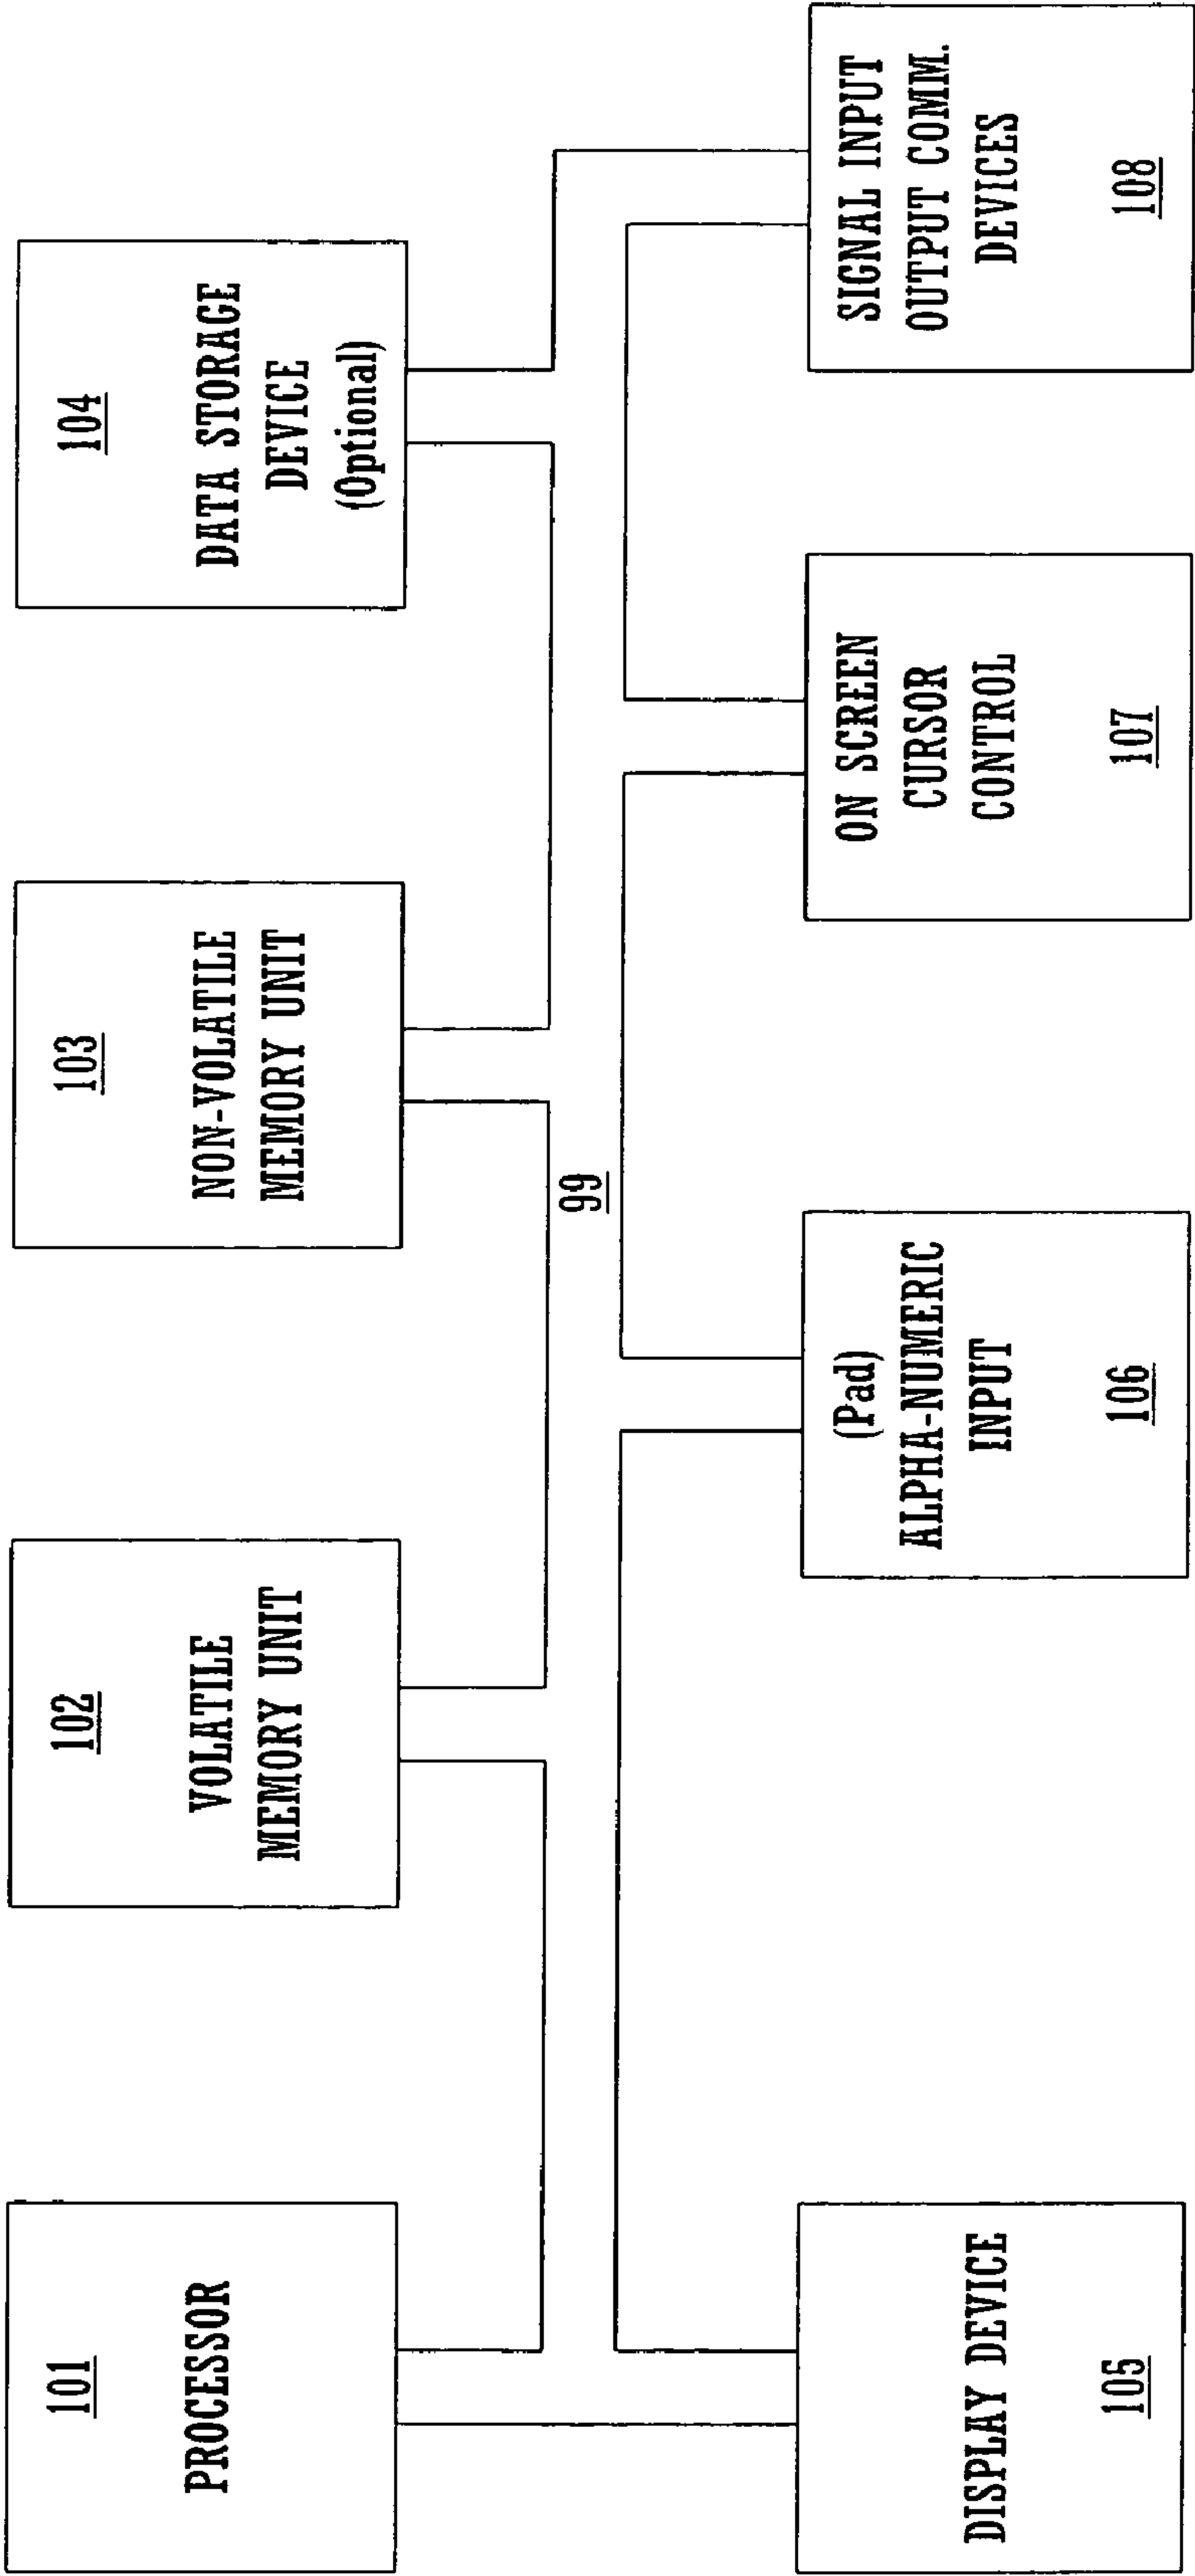 101
PROCESSOR
102
VOLATILE
MEMORY UNIT
103
NON-VOLATILE
MEMORY UNIT
104
DATA STORAGE
DEVICE
(Optional)
99
DISPLAY DEVICE
105
(Pad)
ALPHA-NUMERIC
INPUT
106
ON SCREEN
CURSOR
CONTROL
107
SIGNAL INPUT
OUTPUT COMM.
DEVICES
108